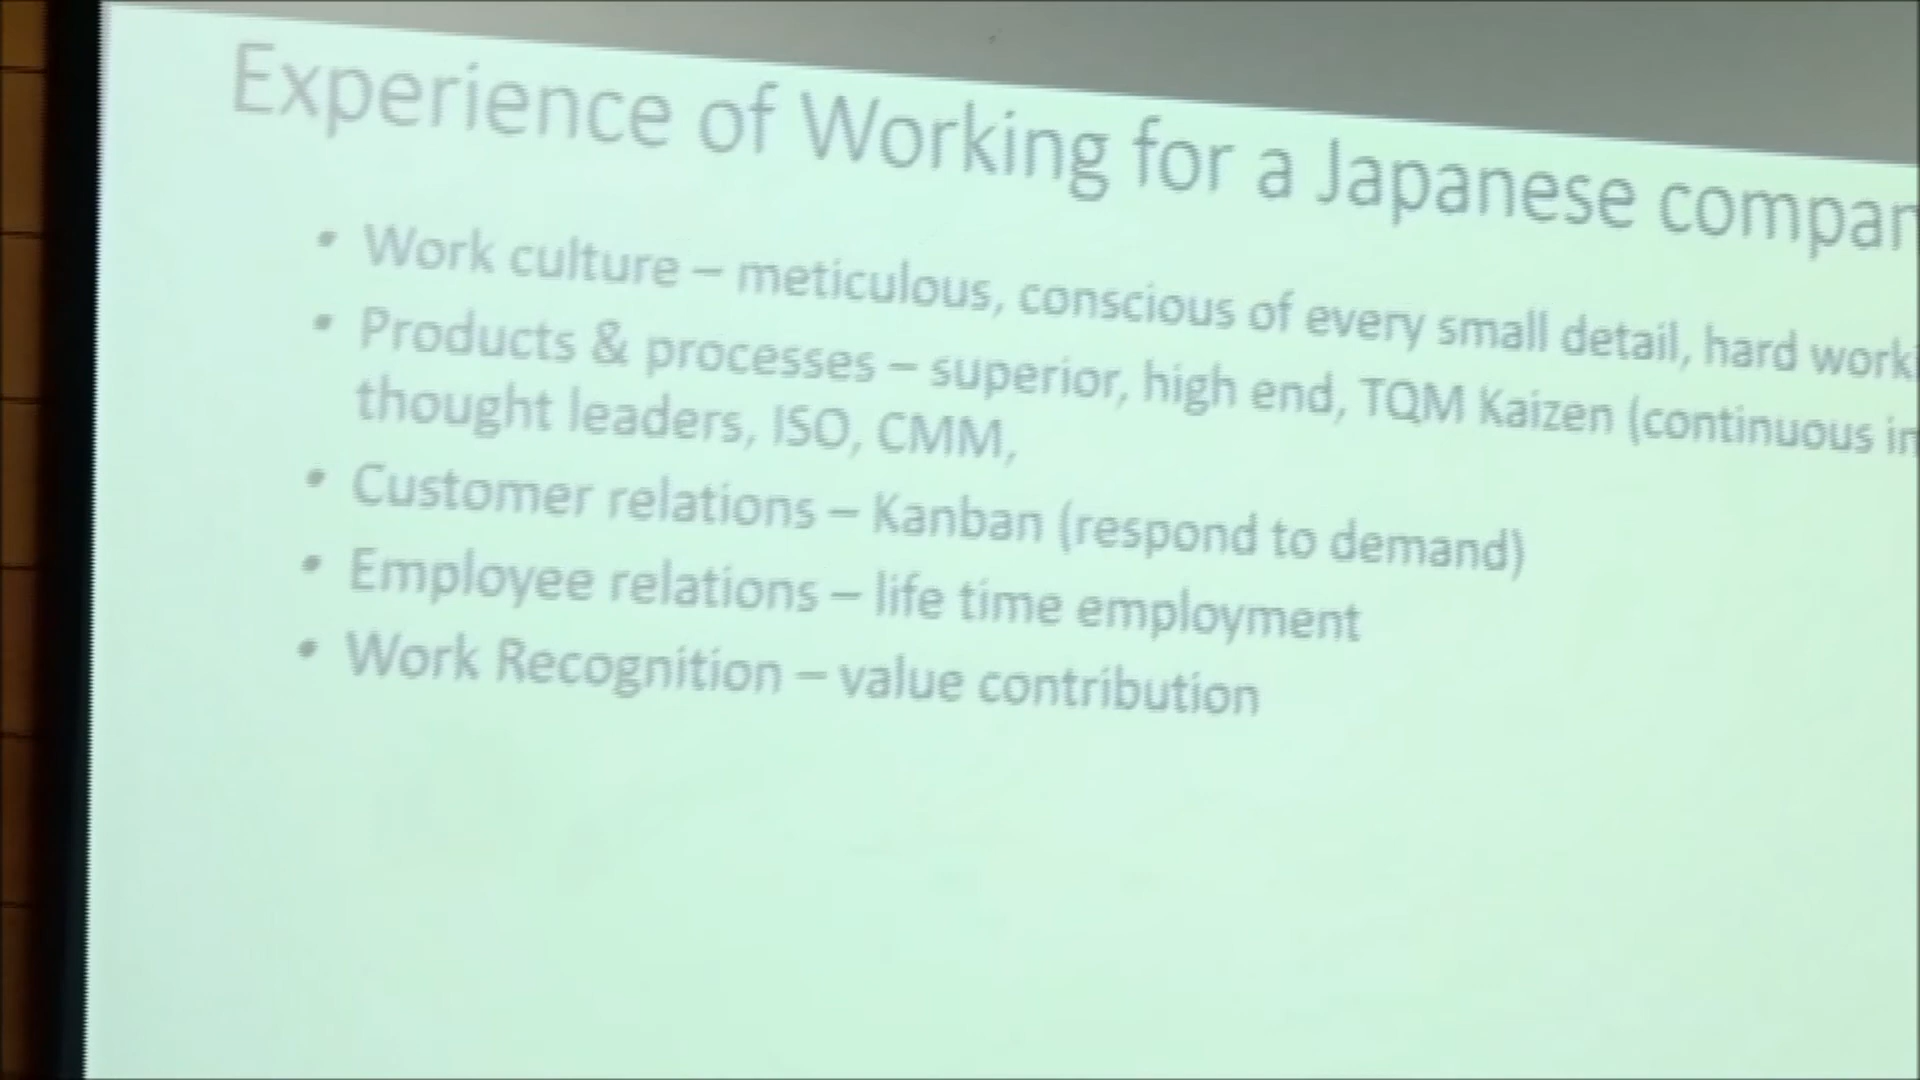 Experience of Working for a Japanese compan
• Work culture – meticulous, conscious of every small detail, hard worki
• Products & processes – superior, high end, TQM Kaizen (continuous in
thought leaders, ISO, CMM,
• Customer relations – Kanban (respond to demand)
• Employee relations – life time employment
• Work Recognition – value contribution